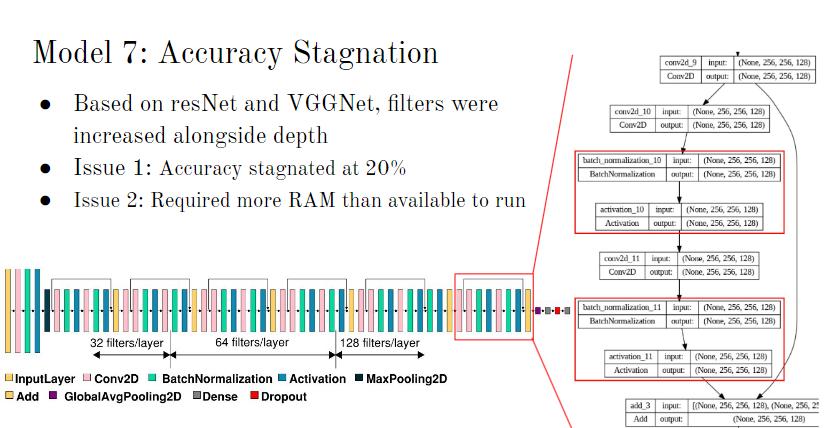 Model 7: Accuracy Stagnation
● Based on resNet and VGGNet, filters were
increased alongside depth
● Issue 1: Accuracy stagnated at 20%
● Issue 2: Required more RAM than available to run
32 filters/layer
64 filters/layer
128 filters/layer
InputLayer Conv2D BatchNormalization Activation MaxPooling2D
Add GlobalAvgPooling2D Dense Dropout
conv2d_9 input: (None, 256, 256, 128)
Conv2D output: (None, 256, 256, 128)
conv2d_10 input: (None, 256, 256, 128)
Conv2D output: (None, 256, 256, 128)
batch_normalization_10 input: (None, 256, 256, 128)
BatchNormalization output: (None, 256, 256, 128)
activation_10 input: (None, 256, 256, 128)
Activation output: (None, 256, 256, 128)
conv2d_11 input: (None, 256, 256, 128)
Conv2D output: (None, 256, 256, 128)
batch_normalization_11 input: (None, 256, 256, 128)
BatchNormalization output: (None, 256, 256, 128)
activation_11 input: (None, 256, 256, 128)
Activation output: (None, 256, 256, 128)
add_3 input: [(None, 256, 256, 128), (None, 256, 25
Add output: (None, 256, 256, 128)